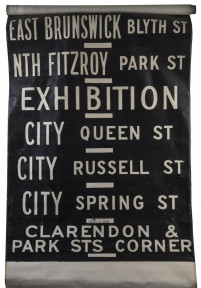 EAST BRUNSWICK BLYTH ST
NTH FITZROY PARK ST
EXHIBITION
CITY QUEEN ST
CITY RUSSELL ST
CITY SPRING ST
CLARENDON &
PARK STS CORNER